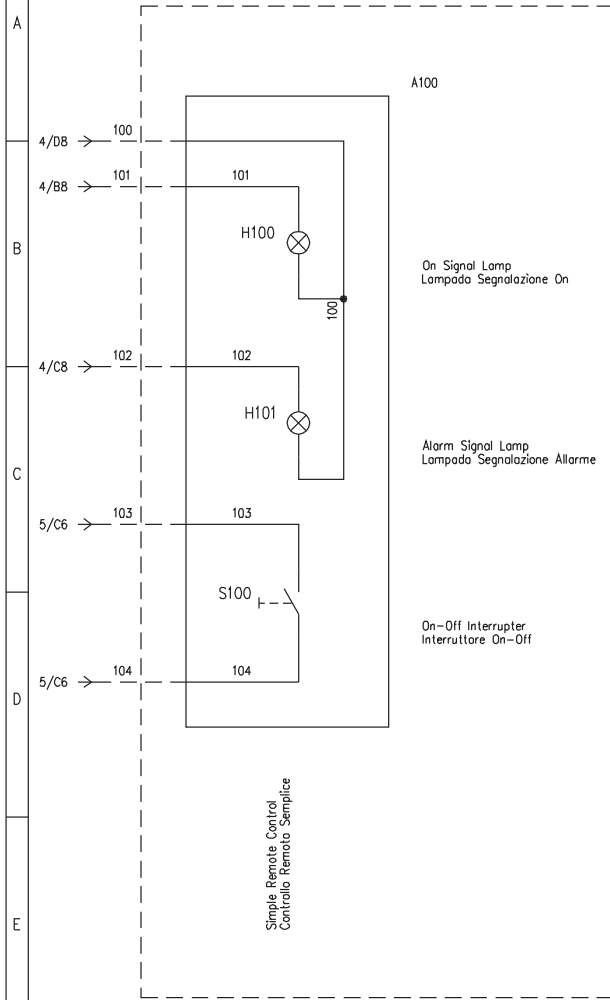 A
A100
4/D8
100
4/B8
101
101
B
H100
On Signal Lamp
Lampada Segnalazione On
100
4/C8
102
102
H101
Alarm Signal Lamp
Lampada Segnalazione Allarme
C
5/C6
103
103
S100
On-Off Interrupter
Interruttore On-Off
5/C6
104
104
D
Simple Remote Control
Controllo Remoto Semplice
E